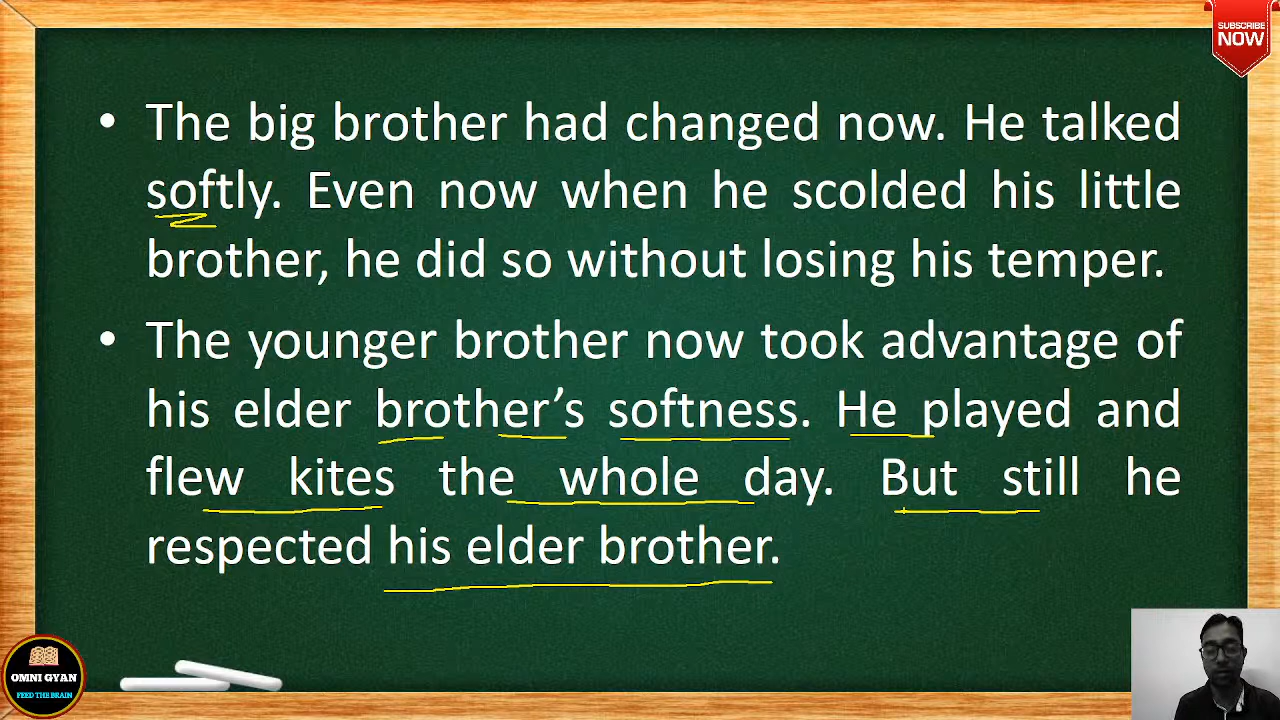 SUBSCRIBE
NOW
• The big brother had changed now. He talked
softly. Even now when he scolded his little
brother, he did so without losing his temper.
• The younger brother now took advantage of
his elder brother’s softness. He played and
flew kites the whole day. But still he
respected his elder brother.
OMNI GYAN
FEED THE BRAIN